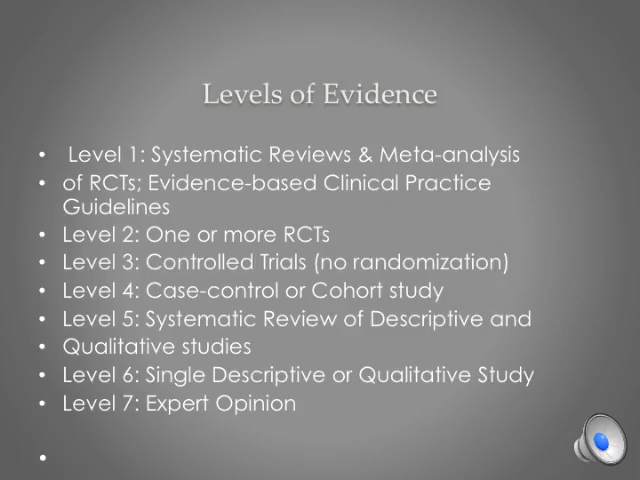 Levels of Evidence
• Level 1: Systematic Reviews & Meta-analysis
• of RCTs; Evidence-based Clinical Practice
Guidelines
• Level 2: One or more RCTs
• Level 3: Controlled Trials (no randomization)
• Level 4: Case-control or Cohort study
• Level 5: Systematic Review of Descriptive and
• Qualitative studies
• Level 6: Single Descriptive or Qualitative Study
• Level 7: Expert Opinion
•